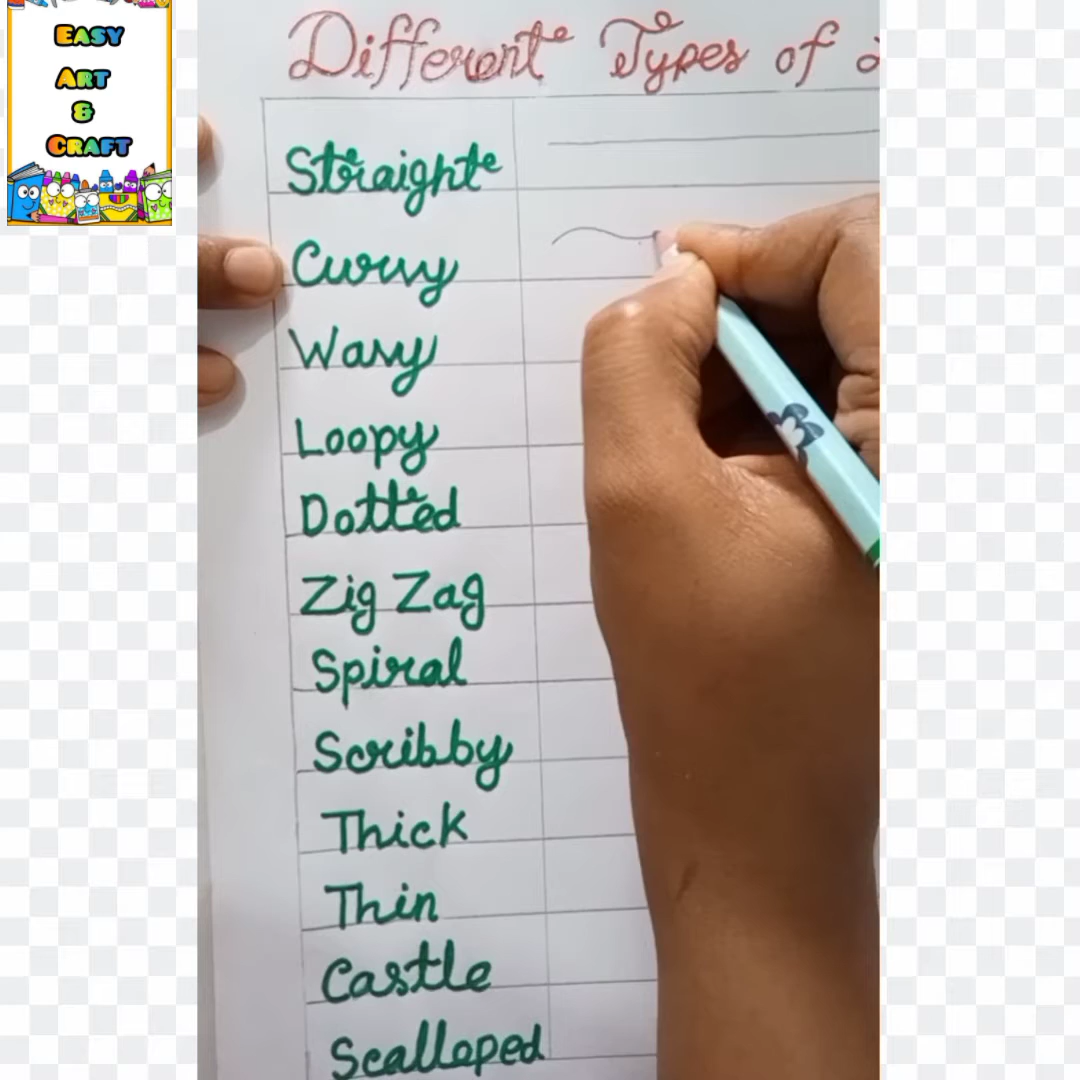 EASY
ART
&
CRAFT
Different Types of
Straight
Curvy
Wavy
Loopy
Dotted
Zig Zag
Spiral
Scribby
Thick
Thin
Castle
Scalloped